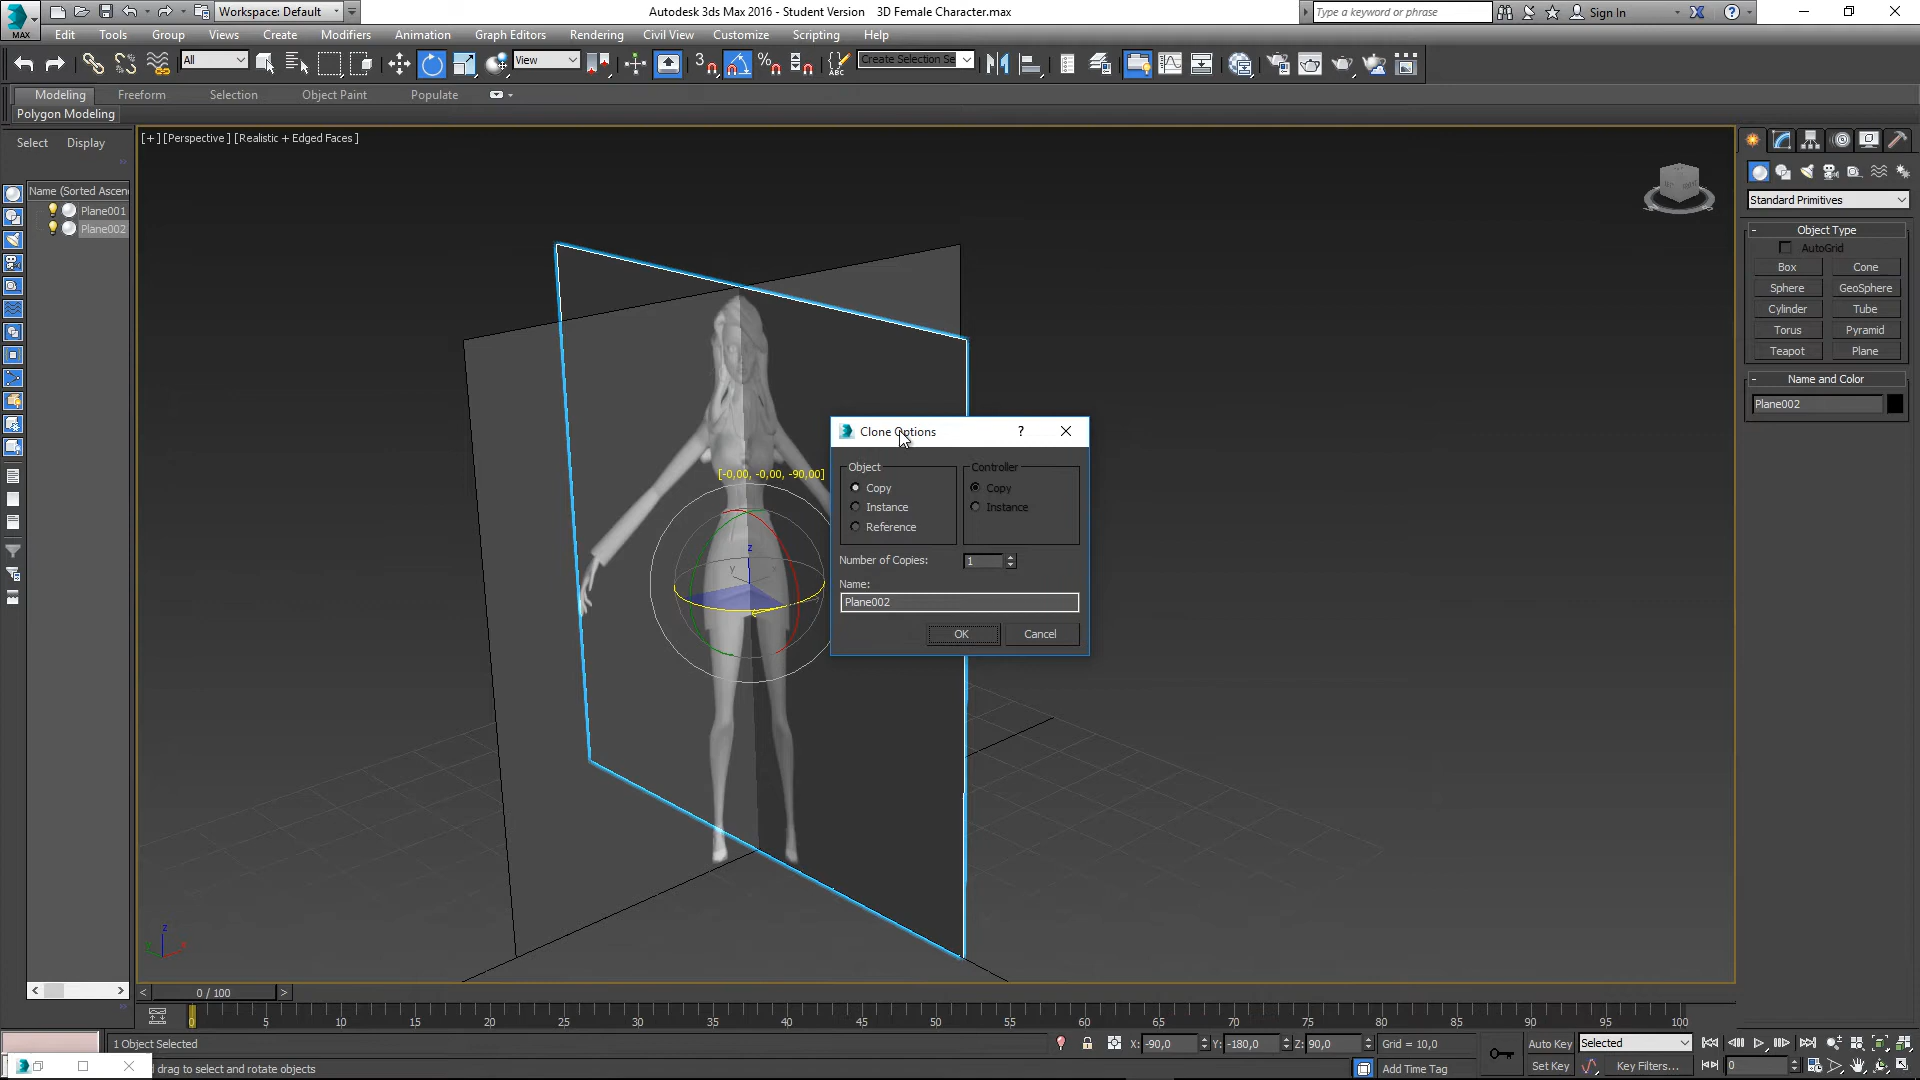 Workspace: Default
Autodesk 3ds Max 2016 - Student Version 3D Female Character.max
Type a keyword or phrase
Sign In
MAX
Edit Tools Group Views Create Modifiers Animation Graph Editors Rendering Civil View Customize Scripting Help
All
View
3
%
ABC
Create Selection Se
Modeling Freeform Selection Object Paint Populate
Polygon Modeling
Select Display
[+] [Perspective] [Realistic + Edged Faces]
Name (Sorted Ascen
Plane001
Plane002
Standard Primitives
- Object Type
AutoGrid
Box Cone
Sphere GeoSphere
Cylinder Tube
Torus Pyramid
Teapot Plane
- Name and Color
Plane002
Clone Options ?
Object Controller
Copy Copy
Instance Instance
Reference
Number of Copies: 1
Name:
Plane002
OK Cancel
[-0,00, -0,00, -90,00]
z
y
x
z
x
< 0 / 100 >
0 5 10 15 20 25 30 35 40 45 50 55 60 65 70 75 80 85 90 95 100
1 Object Selected
X: -90,0 Y: -180,0 Z: 90,0 Grid = 10,0
Auto Key Selected
drag to select and rotate objects
Add Time Tag
Set Key Key Filters... 0